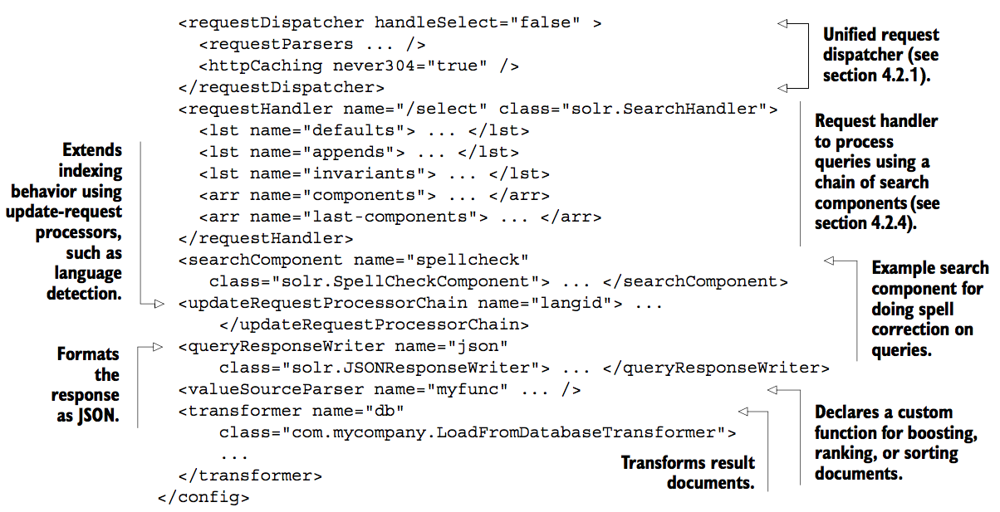 <requestDispatcher handleSelect="false" >
<requestParsers ... />
<httpCaching never304="true" />
</requestDispatcher>
Unified request
dispatcher (see
section 4.2.1).
<requestHandler name="/select" class="solr.SearchHandler">
<lst name="defaults"> ... </lst>
<lst name="appends"> ... </lst>
<lst name="invariants"> ... </lst>
<arr name="components"> ... </arr>
<arr name="last-components"> ... </arr>
</requestHandler>
Request handler
to process
queries using a
chain of search
components (see
section 4.2.4).
<searchComponent name="spellcheck"
class="solr.SpellCheckComponent"> ... </searchComponent>
Example search
component for
doing spell
correction on
queries.
Extends
indexing
behavior using
update-request
processors,
such as
language
detection.
<updateRequestProcessorChain name="langid"> ...
</updateRequestProcessorChain>
Formats
the
response
as JSON.
<queryResponseWriter name="json"
class="solr.JSONResponseWriter"> ... </queryResponseWriter>
<valueSourceParser name="myfunc" ... />
Declares a custom
function for boosting,
ranking, or sorting
documents.
<transformer name="db"
class="com.mycompany.LoadFromDatabaseTransformer">
...
</transformer>
Transforms result
documents.
</config>